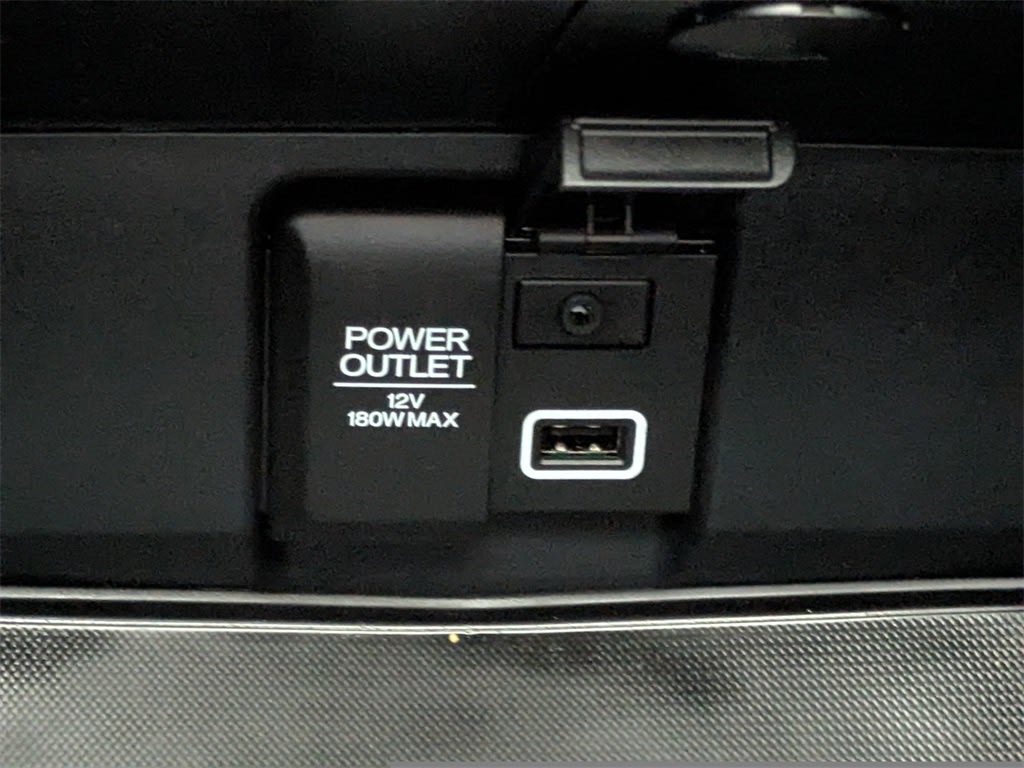 POWER
OUTLET
12V
180W MAX